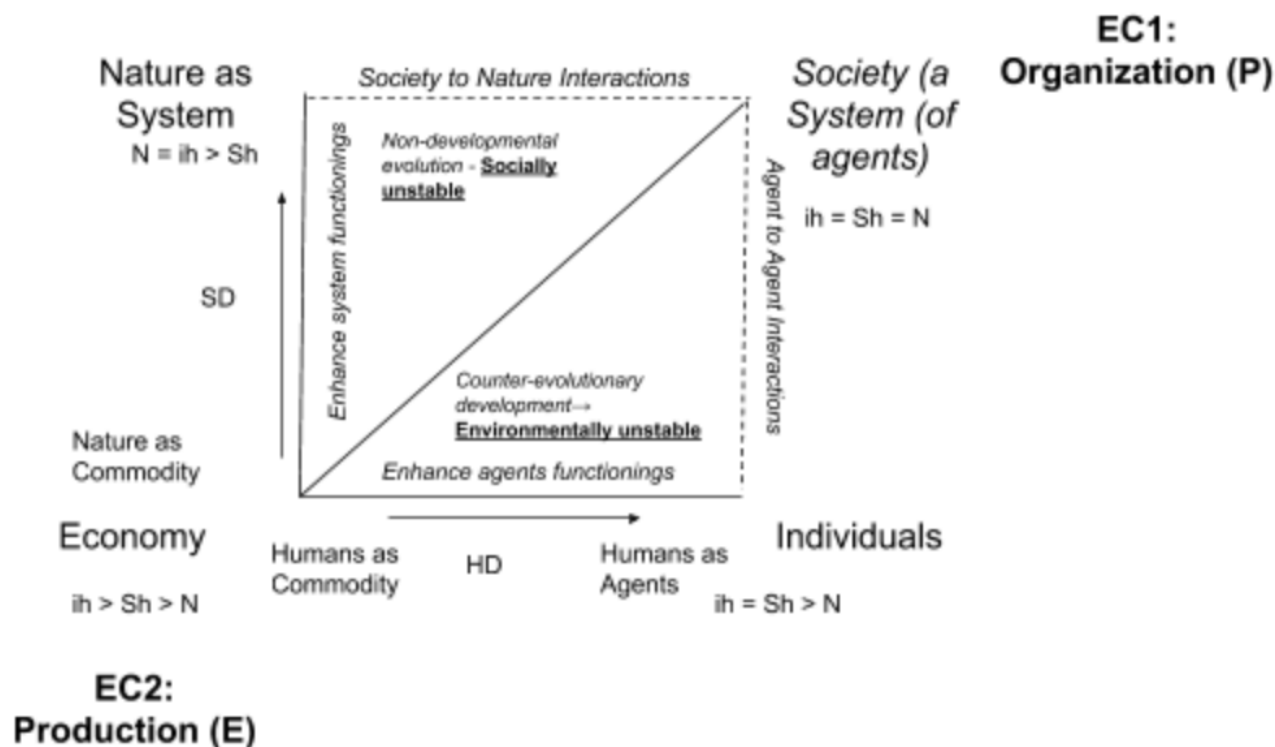 EC1:
Organization (P)
Nature as
System
N = ih > Sh
Society to Nature Interactions
Society (a
System (of
agents)
ih = Sh = N
Non-developmental
evolution - Socially
unstable
Enhance system functionings
Agent to Agent Interactions
SD
Counter-evolutionary
development→
Environmentally unstable
Enhance agents functionings
Nature as
Commodity
Economy
ih > Sh > N
Humans as
Commodity
HD
Humans as
Agents
Individuals
ih = Sh > N
EC2:
Production (E)